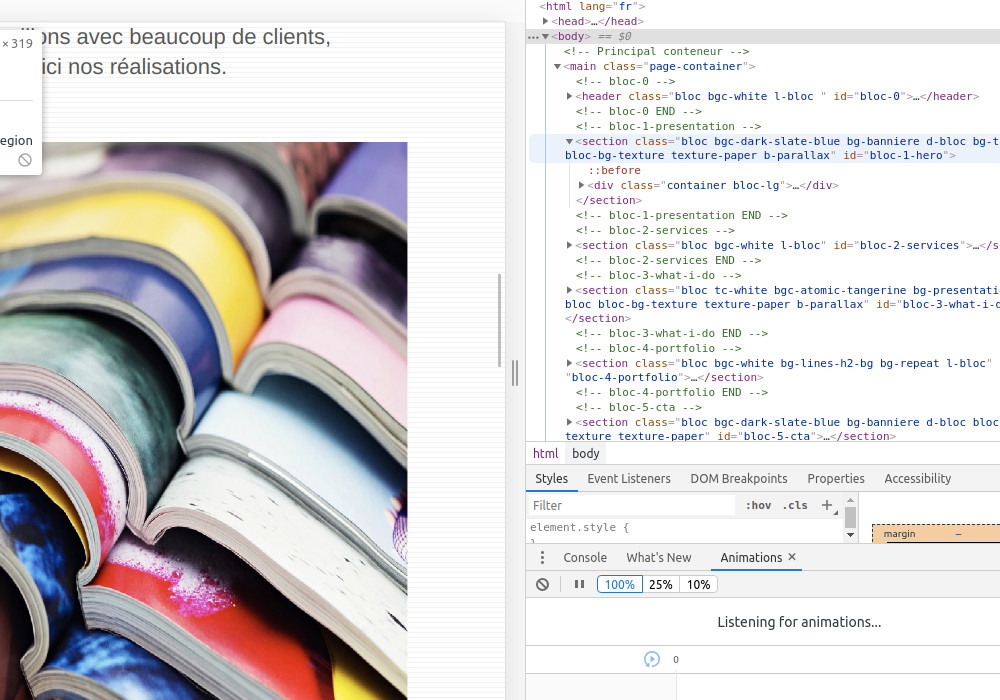 ons avec beaucoup de clients,
ici nos réalisations.
× 319
egion
<html lang="fr">
<head>…</head>
<body> == $0
<!-- Principal conteneur -->
<main class="page-container">
<!-- bloc-0 -->
<header class="bloc bgc-white l-bloc " id="bloc-0">…</header>
<!-- bloc-0 END -->
<!-- bloc-1-presentation -->
<section class="bloc bgc-dark-slate-blue bg-banniere d-bloc bg-t
bloc-bg-texture texture-paper b-parallax" id="bloc-1-hero">
::before
<div class="container bloc-lg">…</div>
</section>
<!-- bloc-1-presentation END -->
<!-- bloc-2-services -->
<section class="bloc bgc-white l-bloc" id="bloc-2-services">…</s
<!-- bloc-2-services END -->
<!-- bloc-3-what-i-do -->
<section class="bloc tc-white bgc-atomic-tangerine bg-presentati
bloc bloc-bg-texture texture-paper b-parallax" id="bloc-3-what-i-d
</section>
<!-- bloc-3-what-i-do END -->
<!-- bloc-4-portfolio -->
<section class="bloc bgc-white bg-lines-h2-bg bg-repeat l-bloc"
"bloc-4-portfolio">…</section>
<!-- bloc-4-portfolio END -->
<!-- bloc-5-cta -->
<section class="bloc bgc-dark-slate-blue bg-banniere d-bloc bloc
texture texture-paper" id="bloc-5-cta">…</section>
html body
Styles Event Listeners DOM Breakpoints Properties Accessibility
Filter :hov .cls +
element.style {
}
margin –
Console What's New Animations ×
100% 25% 10%
Listening for animations...
0